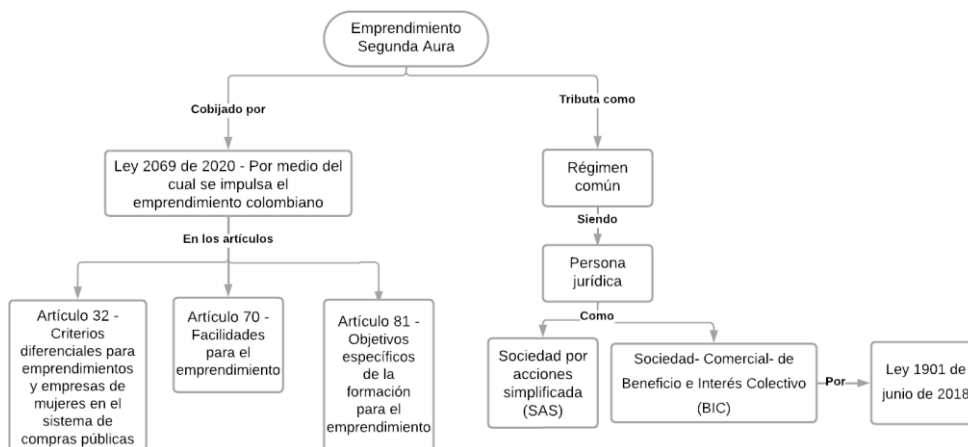 Emprendimiento
Segunda Aura
Cobijado por
Tributa como
Ley 2069 de 2020 - Por medio del
cual se impulsa el
emprendimiento colombiano
Régimen
común
En los artículos
Siendo
Persona
jurídica
Artículo 32 -
Criterios
diferenciales para
emprendimientos
y empresas de
mujeres en el
sistema de
compras públicas
Artículo 70 -
Facilidades
para el
emprendimiento
Artículo 81 -
Objetivos
específicos
de la
formación
para el
emprendimiento
Como
Sociedad por
acciones
simplificada
(SAS)
Sociedad- Comercial- de
Beneficio e Interés Colectivo
(BIC)
Por
Ley 1901 de
junio de 2018